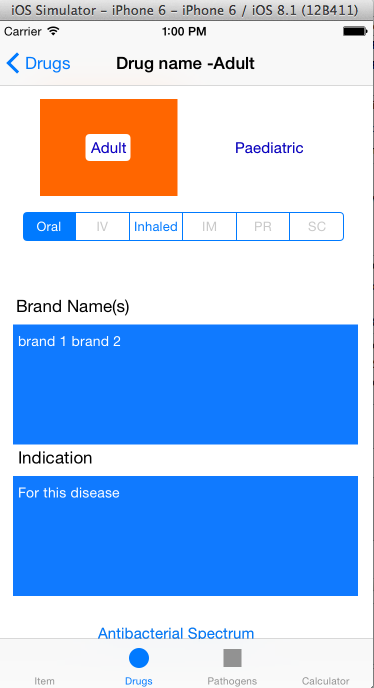 iOS Simulator - iPhone 6 - iPhone 6 / iOS 8.1 (12B411)
Carrier 1:00 PM
Drugs Drug name -Adult
Adult Paediatric
Oral IV Inhaled IM PR SC
Brand Name(s)
brand 1 brand 2
Indication
For this disease
Antibacterial Spectrum
Item Drugs Pathogens Calculator